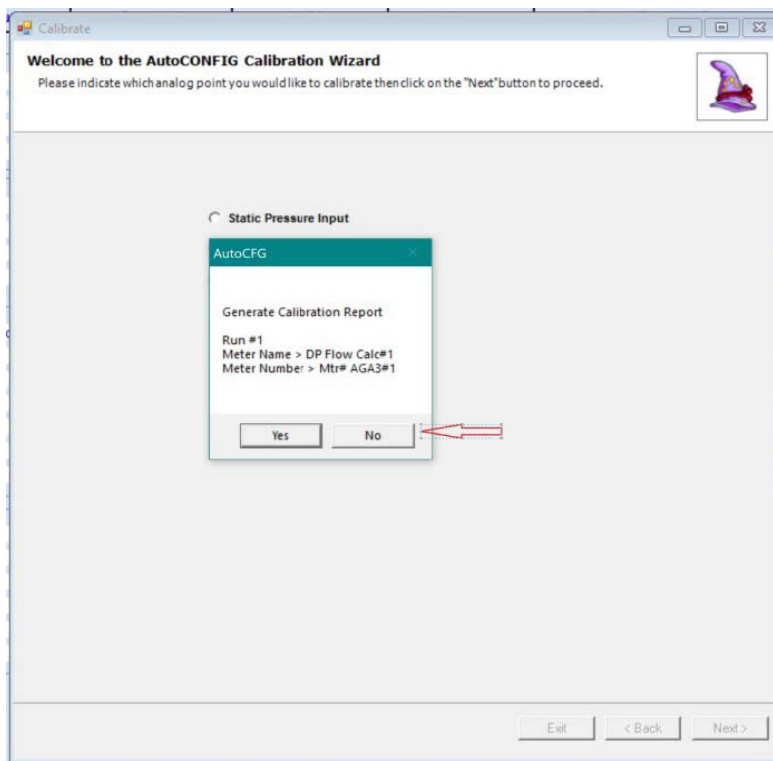 Calibrate
Welcome to the AutoCONFIG Calibration Wizard
Please indicate which analog point you would like to calibrate then click on the "Next" button to proceed.
Static Pressure Input
AutoCFG
Generate Calibration Report
Run #1
Meter Name > DP Flow Calc#1
Meter Number > Mtr# AGA3#1
Yes No
Exit < Back Next >